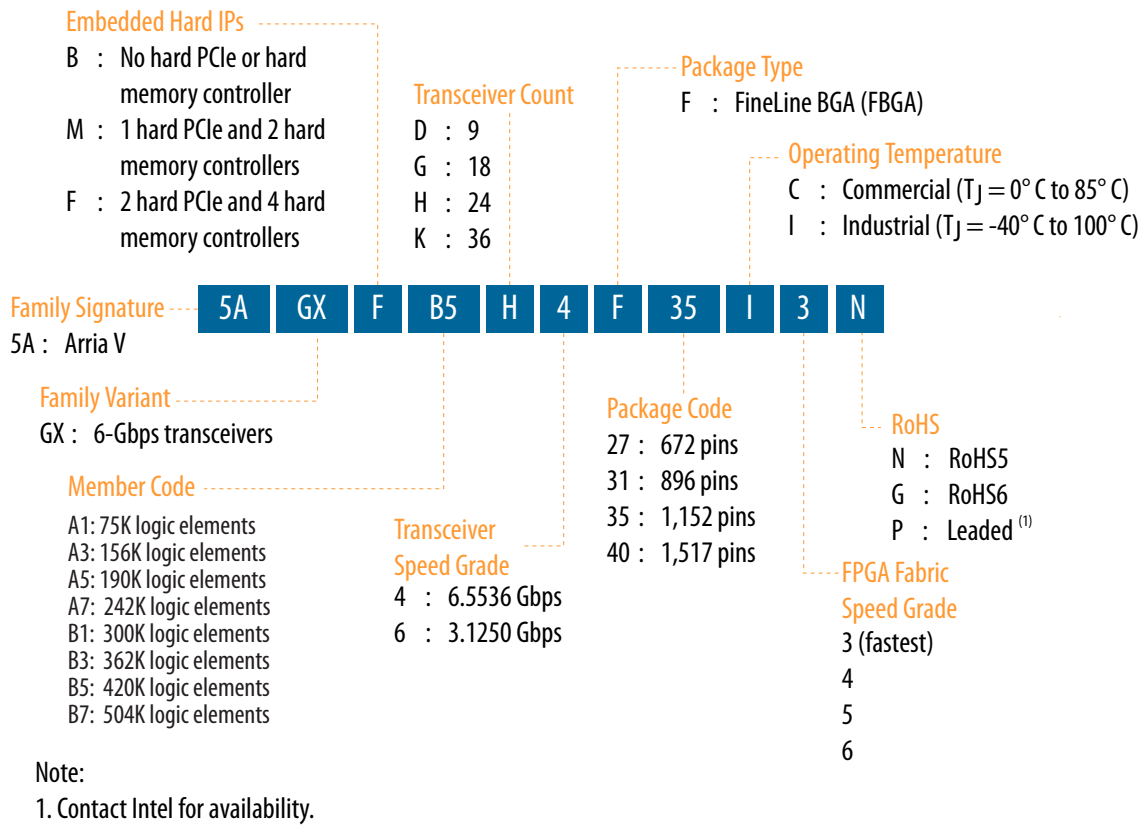 Embedded Hard IPs
B : No hard PCIe or hard
memory controller
M : 1 hard PCIe and 2 hard
memory controllers
F : 2 hard PCIe and 4 hard
memory controllers
Transceiver Count
D : 9
G : 18
H : 24
K : 36
Package Type
F : FineLine BGA (FBGA)
Operating Temperature
C : Commercial (TJ = 0° C to 85° C)
I : Industrial (TJ = -40° C to 100° C)
Family Signature
5A : Arria V
5A GX F B5 H 4 F 35 I 3 N
Family Variant
GX : 6-Gbps transceivers
Member Code
A1: 75K logic elements
A3: 156K logic elements
A5: 190K logic elements
A7: 242K logic elements
B1: 300K logic elements
B3: 362K logic elements
B5: 420K logic elements
B7: 504K logic elements
Transceiver
Speed Grade
4 : 6.5536 Gbps
6 : 3.1250 Gbps
Package Code
27 : 672 pins
31 : 896 pins
35 : 1,152 pins
40 : 1,517 pins
RoHS
N : RoHS5
G : RoHS6
P : Leaded (1)
FPGA Fabric
Speed Grade
3 (fastest)
4
5
6
Note:
1. Contact Intel for availability.